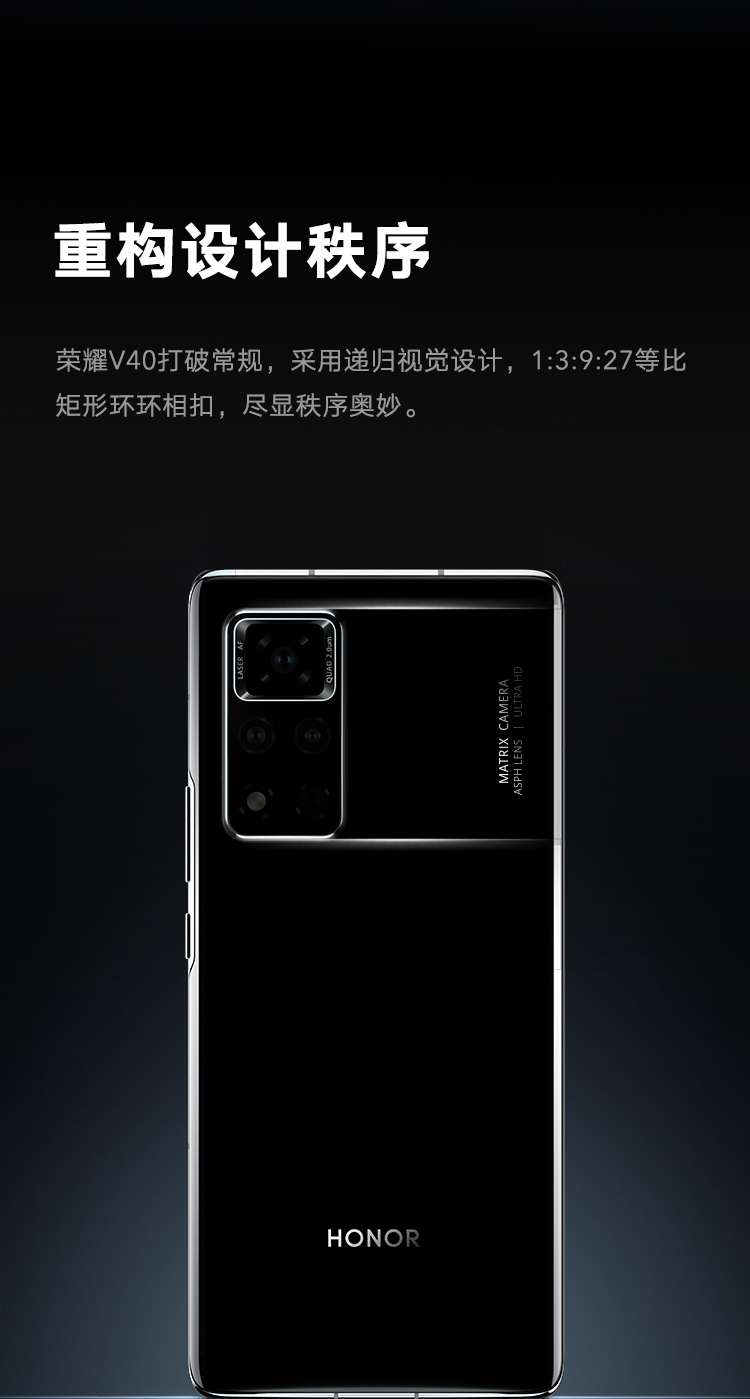 重构设计秩序
荣耀V40打破常规，采用递归视觉设计，1:3:9:27等比
矩形环环相扣，尽显秩序奥妙。
LASER AF
QUAD 2.0μm
MATRIX CAMERA
ASPH LENS | ULTRA HD
HONOR